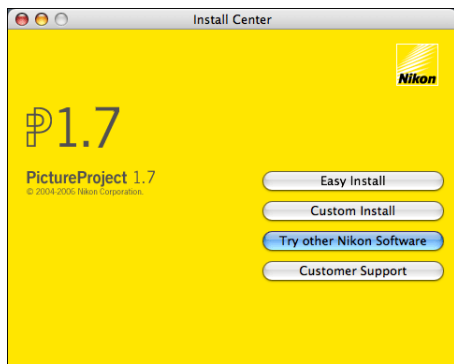 Install Center
Nikon
P1.7
PictureProject 1.7
© 2004-2006 Nikon Corporation.
Easy Install
Custom Install
Try other Nikon Software
Customer Support